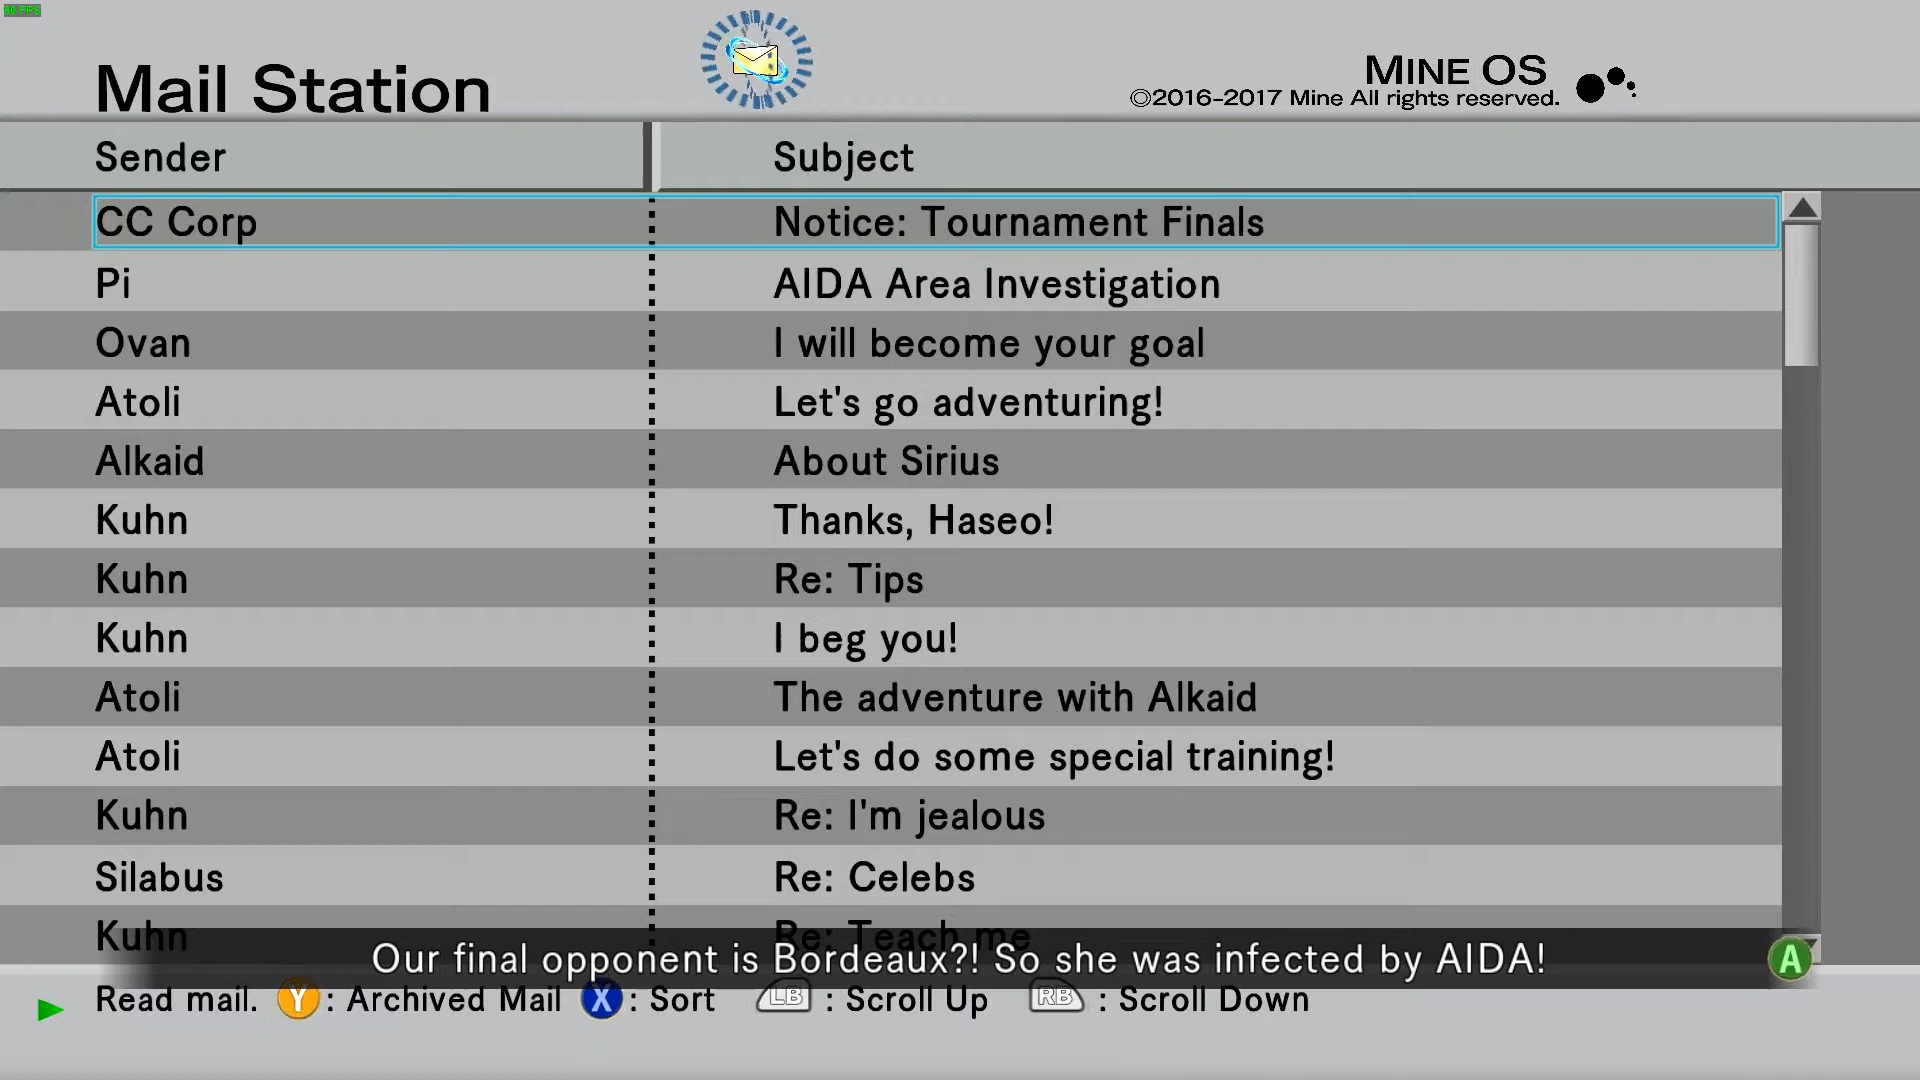 60 FPS
Mail Station
MINE OS
©2016-2017 Mine All rights reserved.
Sender Subject
CC Corp Notice: Tournament Finals
Pi AIDA Area Investigation
Ovan I will become your goal
Atoli Let's go adventuring!
Alkaid About Sirius
Kuhn Thanks, Haseo!
Kuhn Re: Tips
Kuhn I beg you!
Atoli The adventure with Alkaid
Atoli Let's do some special training!
Kuhn Re: I'm jealous
Silabus Re: Celebs
Kuhn Re: Teach me
Our final opponent is Bordeaux?! So she was infected by AIDA! A
Read mail. Y : Archived Mail X : Sort LB : Scroll Up RB : Scroll Down